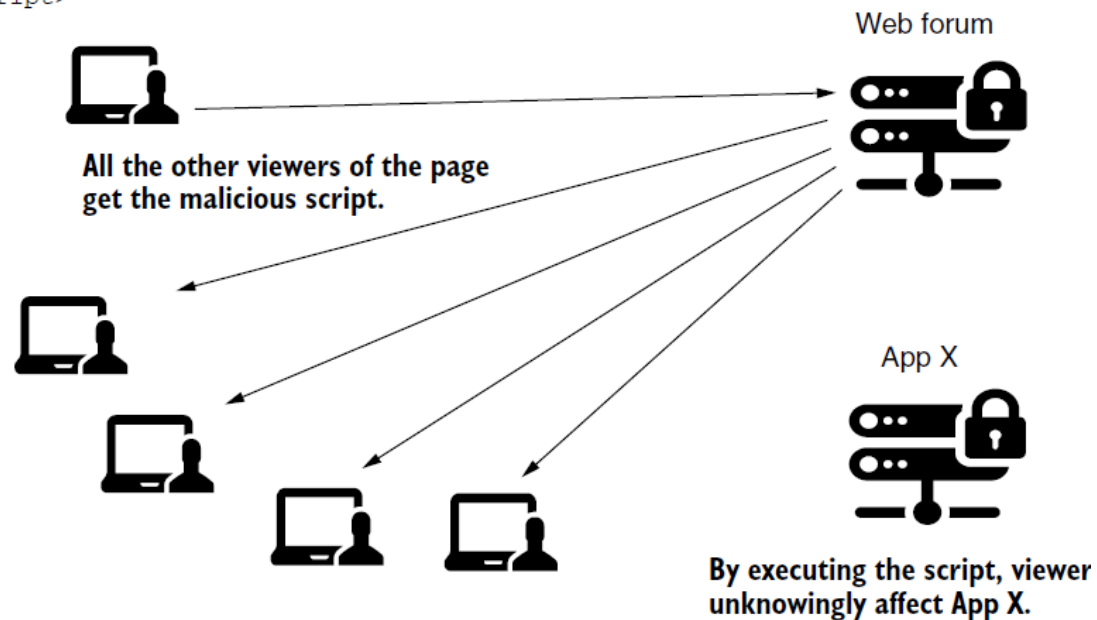 Web forum
All the other viewers of the page
get the malicious script.
App X
By executing the script, viewer
unknowingly affect App X.